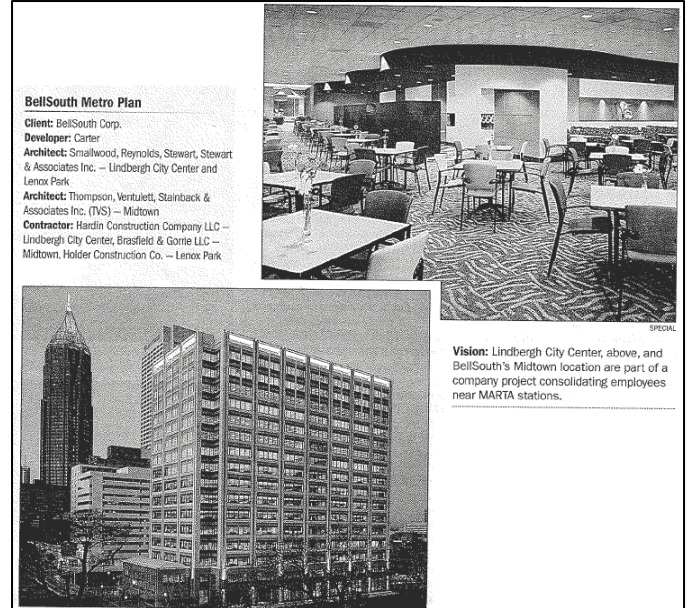 BellSouth Metro Plan
Client: BellSouth Corp.
Developer: Carter
Architect: Smallwood, Reynolds, Stewart, Stewart
& Associates Inc. — Lindbergh City Center and
Lenox Park
Architect: Thompson, Ventulett, Stainback &
Associates Inc. (TVS) — Midtown
Contractor: Hardin Construction Company LLC —
Lindbergh City Center, Brasfield & Gorrie LLC —
Midtown, Holder Construction Co. — Lenox Park
SPECIAL
Vision: Lindbergh City Center, above, and
BellSouth's Midtown location are part of a
company project consolidating employees
near MARTA stations.